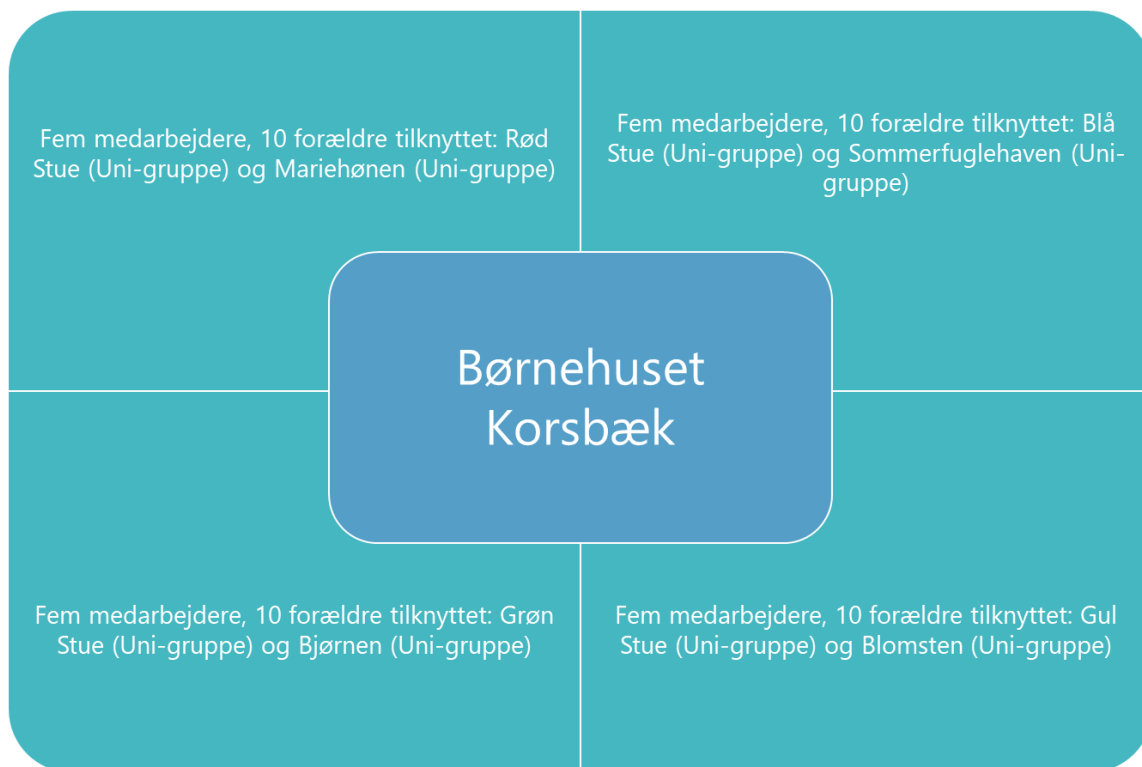 Fem medarbejdere, 10 forældre tilknyttet: Rød
Stue (Uni-gruppe) og Mariehønen (Uni-gruppe)
Fem medarbejdere, 10 forældre tilknyttet: Blå
Stue (Uni-gruppe) og Sommerfuglehaven (Uni-
gruppe)
Børnehuset
Korsbæk
Fem medarbejdere, 10 forældre tilknyttet: Grøn
Stue (Uni-gruppe) og Bjørnen (Uni-gruppe)
Fem medarbejdere, 10 forældre tilknyttet: Gul
Stue (Uni-gruppe) og Blomsten (Uni-gruppe)